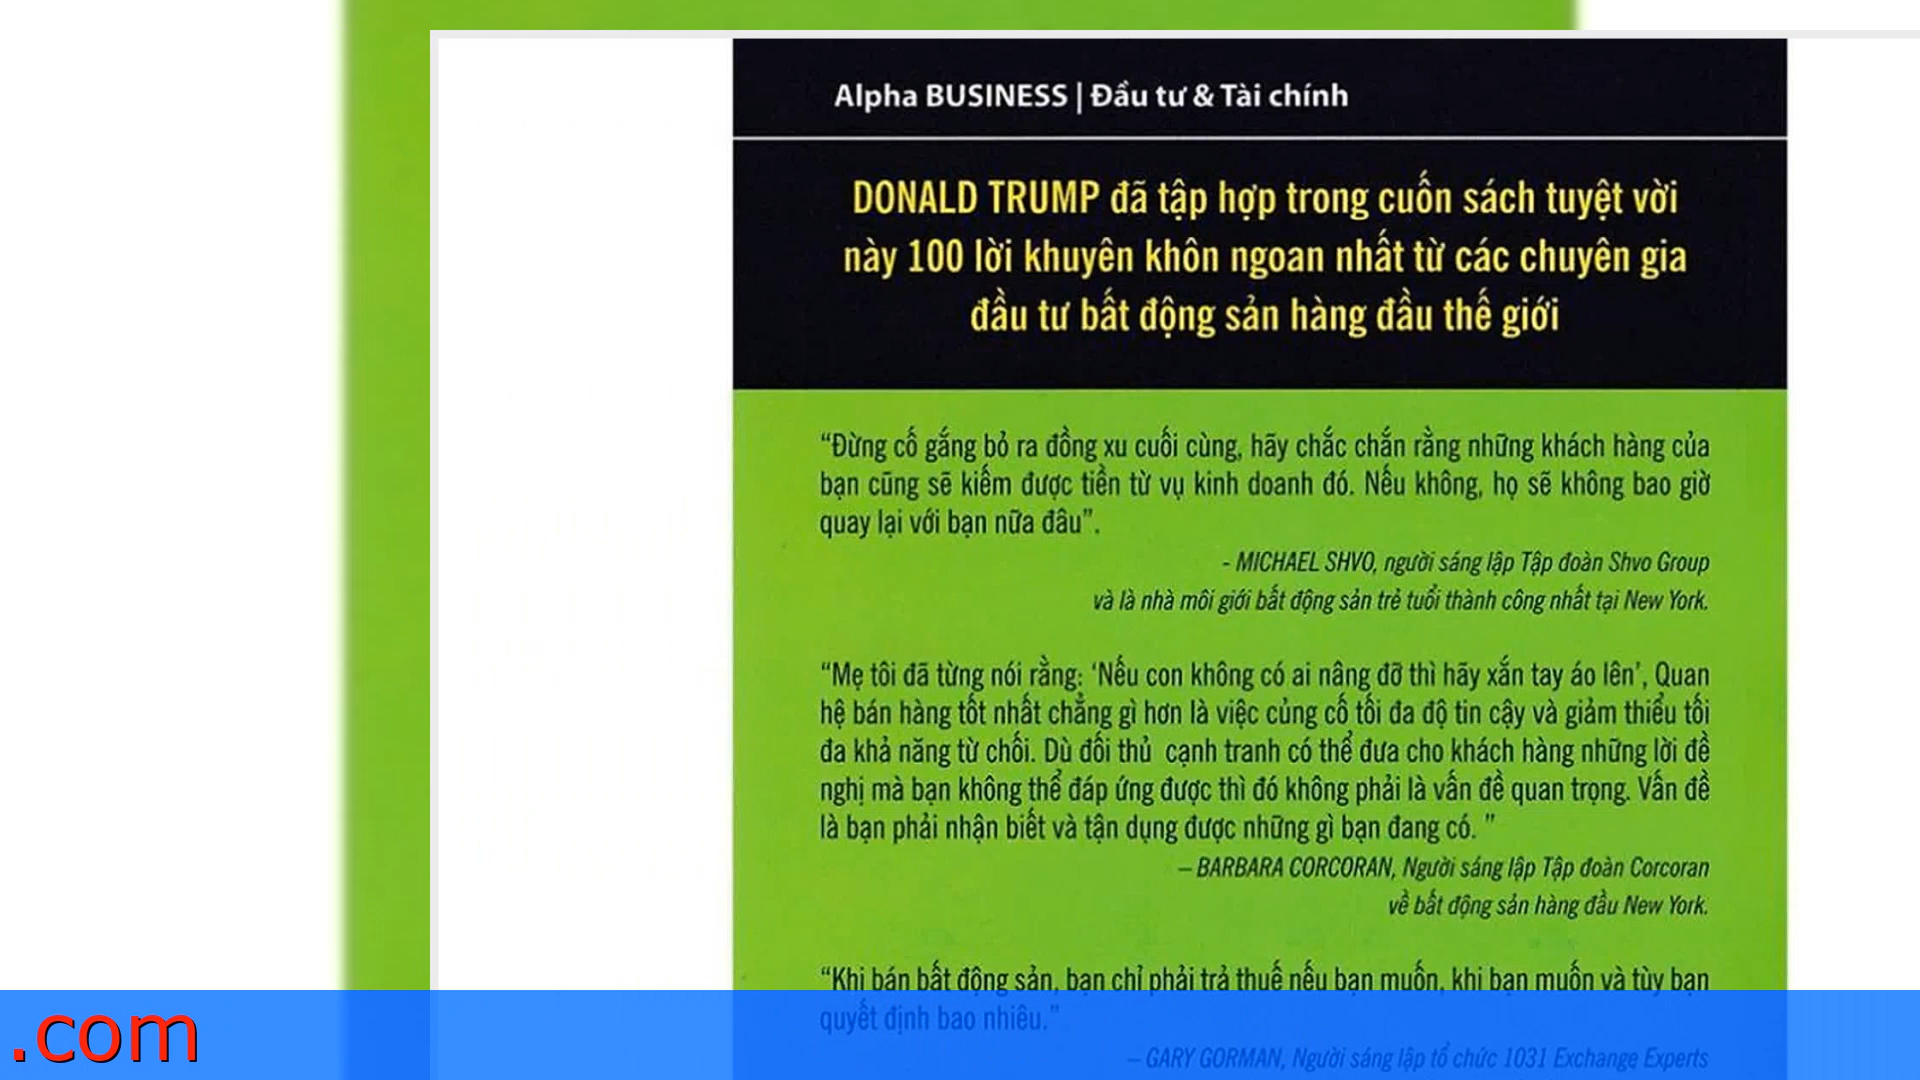 Alpha BUSINESS | Đầu tư & Tài chính
DONALD TRUMP đã tập hợp trong cuốn sách tuyệt vời
này 100 lời khuyên khôn ngoan nhất từ các chuyên gia
đầu tư bất động sản hàng đầu thế giới
“Đừng cố gắng bỏ ra đồng xu cuối cùng, hãy chắc chắn rằng những khách hàng của
bạn cũng sẽ kiếm được tiền từ vụ kinh doanh đó. Nếu không, họ sẽ không bao giờ
quay lại với bạn nữa đâu”.
- MICHAEL SHVO, người sáng lập Tập đoàn Shvo Group
và là nhà môi giới bất động sản trẻ tuổi thành công nhất tại New York.
“Mẹ tôi đã từng nói rằng: ‘Nếu con không có ai nâng đỡ thì hãy xắn tay áo lên’, Quan
hệ bán hàng tốt nhất chẳng gì hơn là việc củng cố tối đa độ tin cậy và giảm thiểu tối
đa khả năng từ chối. Dù đối thủ cạnh tranh có thể đưa cho khách hàng những lời đề
nghị mà bạn không thể đáp ứng được thì đó không phải là vấn đề quan trọng. Vấn đề
là bạn phải nhận biết và tận dụng được những gì bạn đang có. ”
– BARBARA CORCORAN, Người sáng lập Tập đoàn Corcoran
về bất động sản hàng đầu New York.
“Khi bán bất động sản, bạn chỉ phải trả thuế nếu bạn muốn, khi bạn muốn và tùy bạn
quyết định bao nhiêu.”
– GARY GORMAN, Người sáng lập tổ chức 1031 Exchange Experts
.com